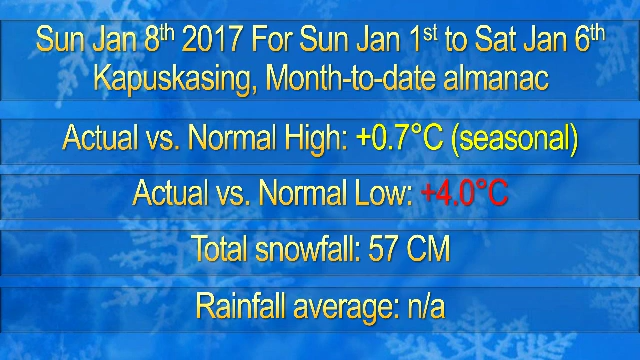 Sun Jan 8th 2017 For Sun Jan 1st to Sat Jan 6th
Kapuskasing, Month-to-date almanac
Actual vs. Normal High: +0.7°C (seasonal)
Actual vs. Normal Low: +4.0°C
Total snowfall: 57 CM
Rainfall average: n/a